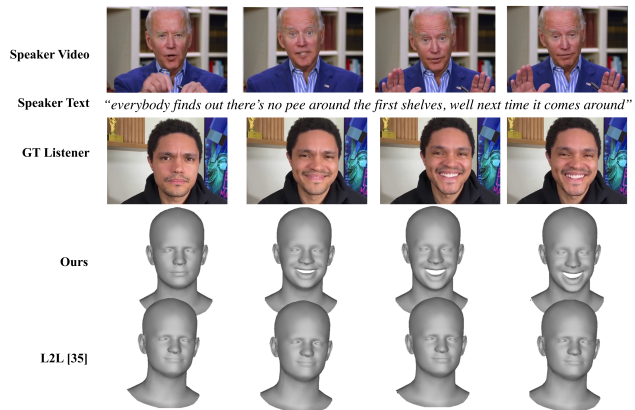 Speaker Video
Speaker Text
"everybody finds out there's no pee around the first shelves, well next time it comes around"
GT Listener
Ours
L2L [35]